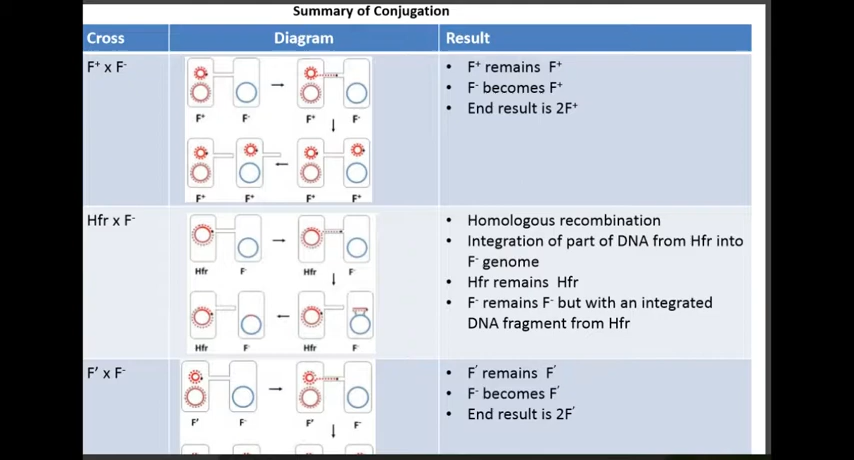 Summary of Conjugation
Cross Diagram Result
F⁺ x F⁻
F⁺ F⁻ F⁺ F⁻
F⁺ F⁺ F⁺ F⁺
• F⁺ remains F⁺
• F⁻ becomes F⁺
• End result is 2F⁺
Hfr x F⁻
Hfr F⁻ Hfr F⁻
Hfr F⁻ Hfr F⁻
• Homologous recombination
• Integration of part of DNA from Hfr into
F⁻ genome
• Hfr remains Hfr
• F⁻ remains F⁻ but with an integrated
DNA fragment from Hfr
F′ x F⁻
F′ F⁻ F′ F⁻
• F′ remains F′
• F⁻ becomes F′
• End result is 2F′